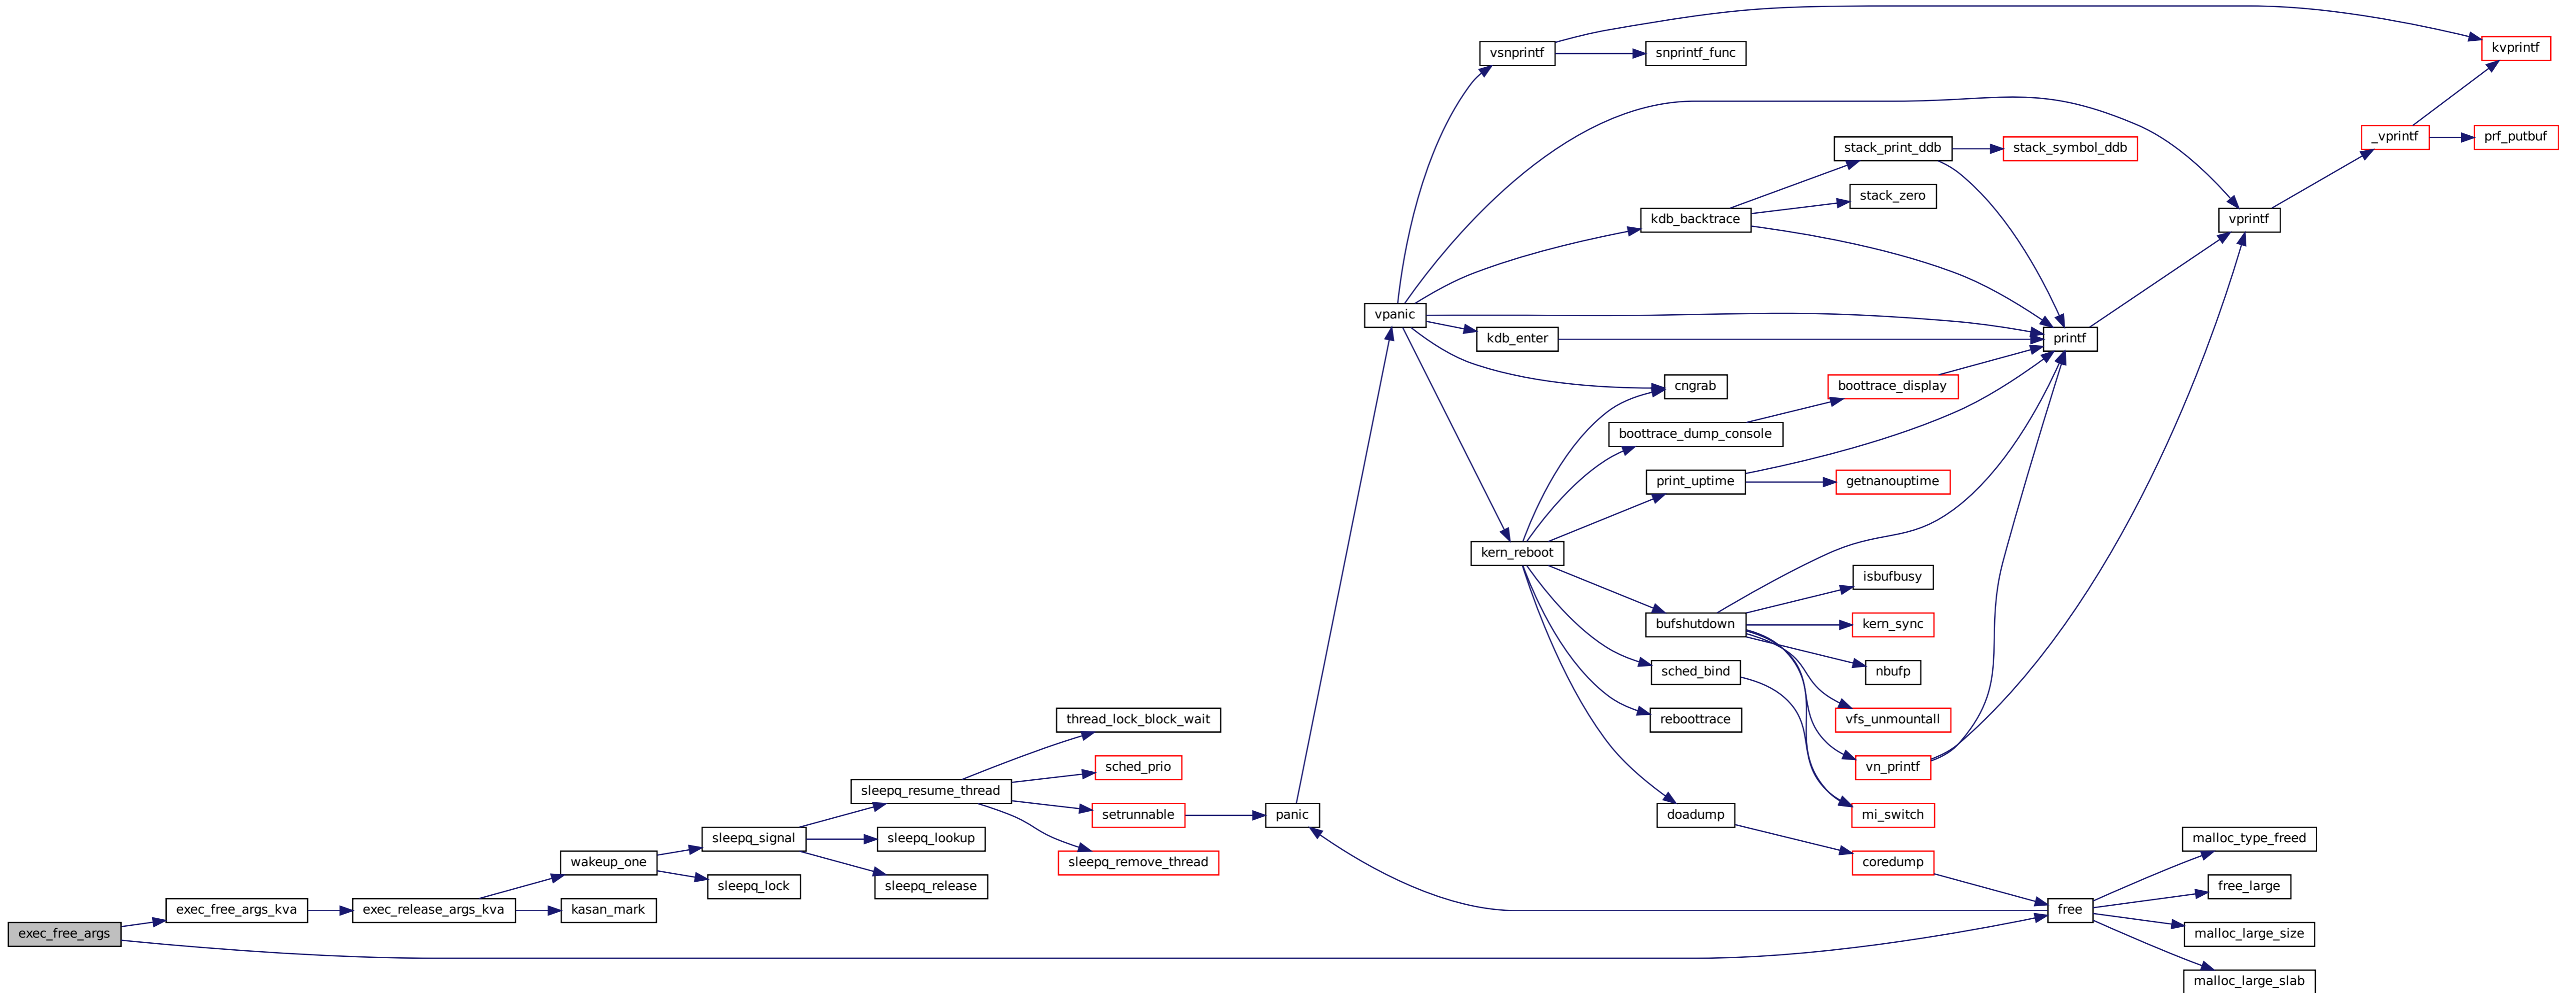 exec_free_args
exec_free_args_kva
exec_release_args_kva
wakeup_one
kasan_mark
sleepq_signal
sleepq_lock
sleepq_resume_thread
sleepq_lookup
sleepq_release
thread_lock_block_wait
sched_prio
setrunnable
sleepq_remove_thread
panic
vpanic
vsnprintf
snprintf_func
kvprintf
_vprintf
prf_putbuf
stack_print_ddb
stack_symbol_ddb
stack_zero
kdb_backtrace
vprintf
kdb_enter
printf
cngrab
boottrace_display
boottrace_dump_console
print_uptime
getnanouptime
kern_reboot
isbufbusy
bufshutdown
kern_sync
sched_bind
nbufp
reboottrace
vfs_unmountall
vn_printf
doadump
mi_switch
coredump
free
malloc_type_freed
free_large
malloc_large_size
malloc_large_slab